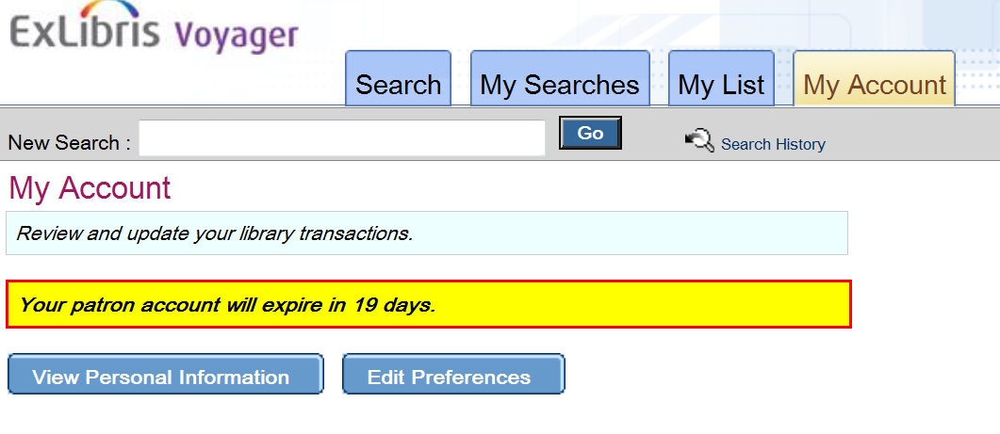 ExLibris Voyager
Search My Searches My List My Account
New Search : Go Search History
My Account
Review and update your library transactions.
Your patron account will expire in 19 days.
View Personal Information Edit Preferences